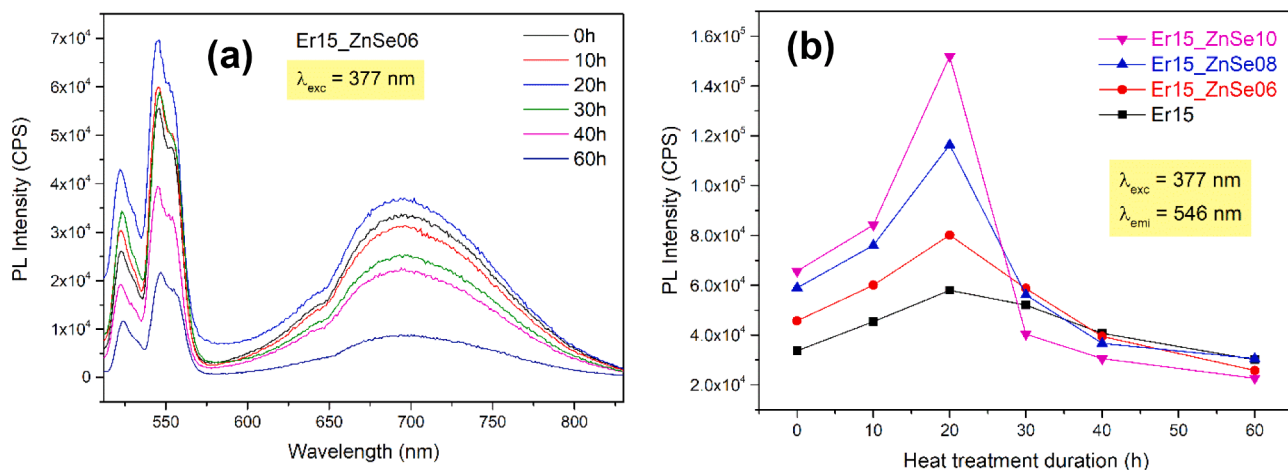 (a)
Er15_ZnSe06
λexc = 377 nm
0h
10h
20h
30h
40h
60h
7x10⁴
6x10⁴
5x10⁴
4x10⁴
3x10⁴
2x10⁴
1x10⁴
0
PL Intensity (CPS)
550 600 650 700 750 800
Wavelength (nm)
(b)
Er15_ZnSe10
Er15_ZnSe08
Er15_ZnSe06
Er15
λexc = 377 nm
λemi = 546 nm
1.6x10⁵
1.4x10⁵
1.2x10⁵
1.0x10⁵
8.0x10⁴
6.0x10⁴
4.0x10⁴
2.0x10⁴
PL Intensity (CPS)
0 10 20 30 40 50 60
Heat treatment duration (h)